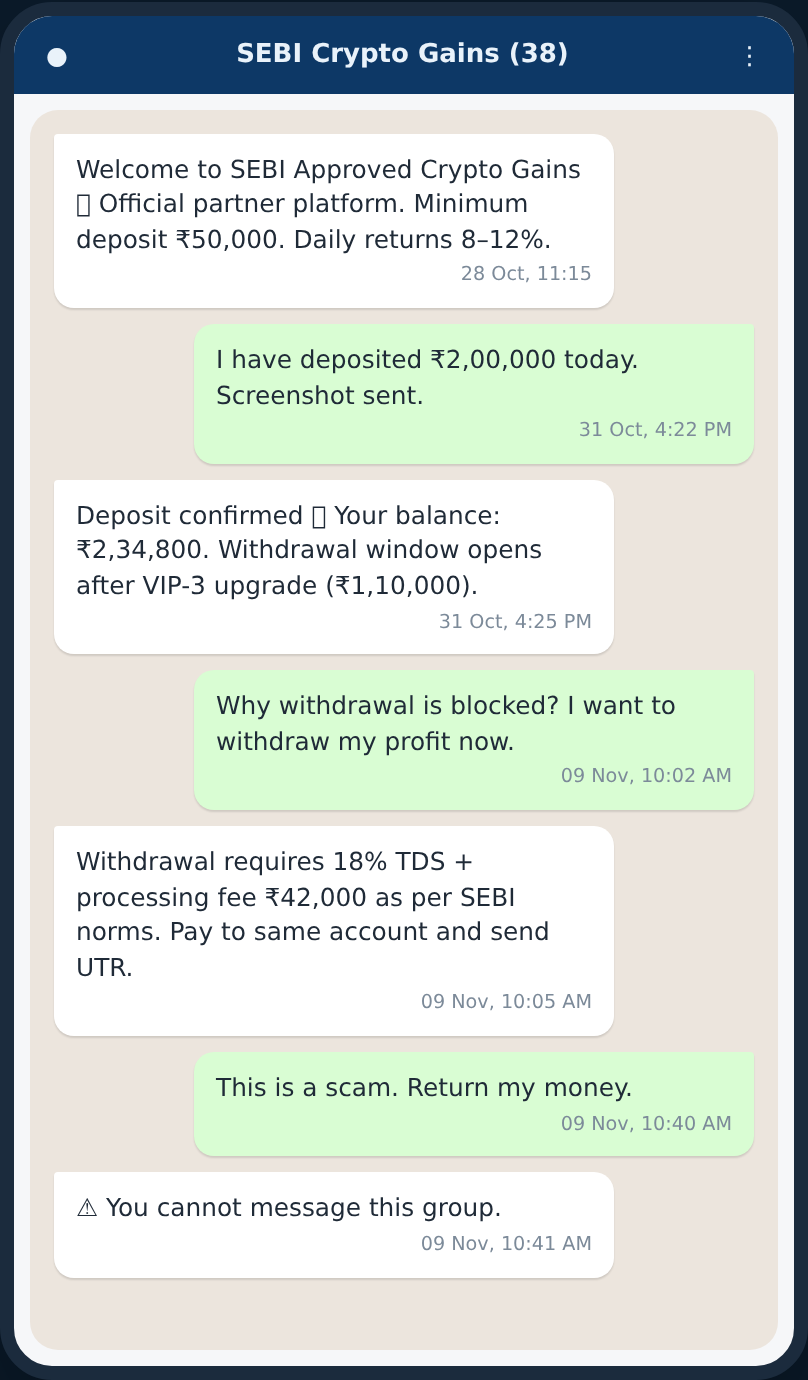 SEBI Crypto Gains (38)
Welcome to SEBI Approved Crypto Gains
Official partner platform. Minimum
deposit ₹50,000. Daily returns 8–12%.
28 Oct, 11:15
I have deposited ₹2,00,000 today.
Screenshot sent.
31 Oct, 4:22 PM
Deposit confirmed Your balance:
₹2,34,800. Withdrawal window opens
after VIP-3 upgrade (₹1,10,000).
31 Oct, 4:25 PM
Why withdrawal is blocked? I want to
withdraw my profit now.
09 Nov, 10:02 AM
Withdrawal requires 18% TDS +
processing fee ₹42,000 as per SEBI
norms. Pay to same account and send
UTR.
09 Nov, 10:05 AM
This is a scam. Return my money.
09 Nov, 10:40 AM
⚠ You cannot message this group.
09 Nov, 10:41 AM